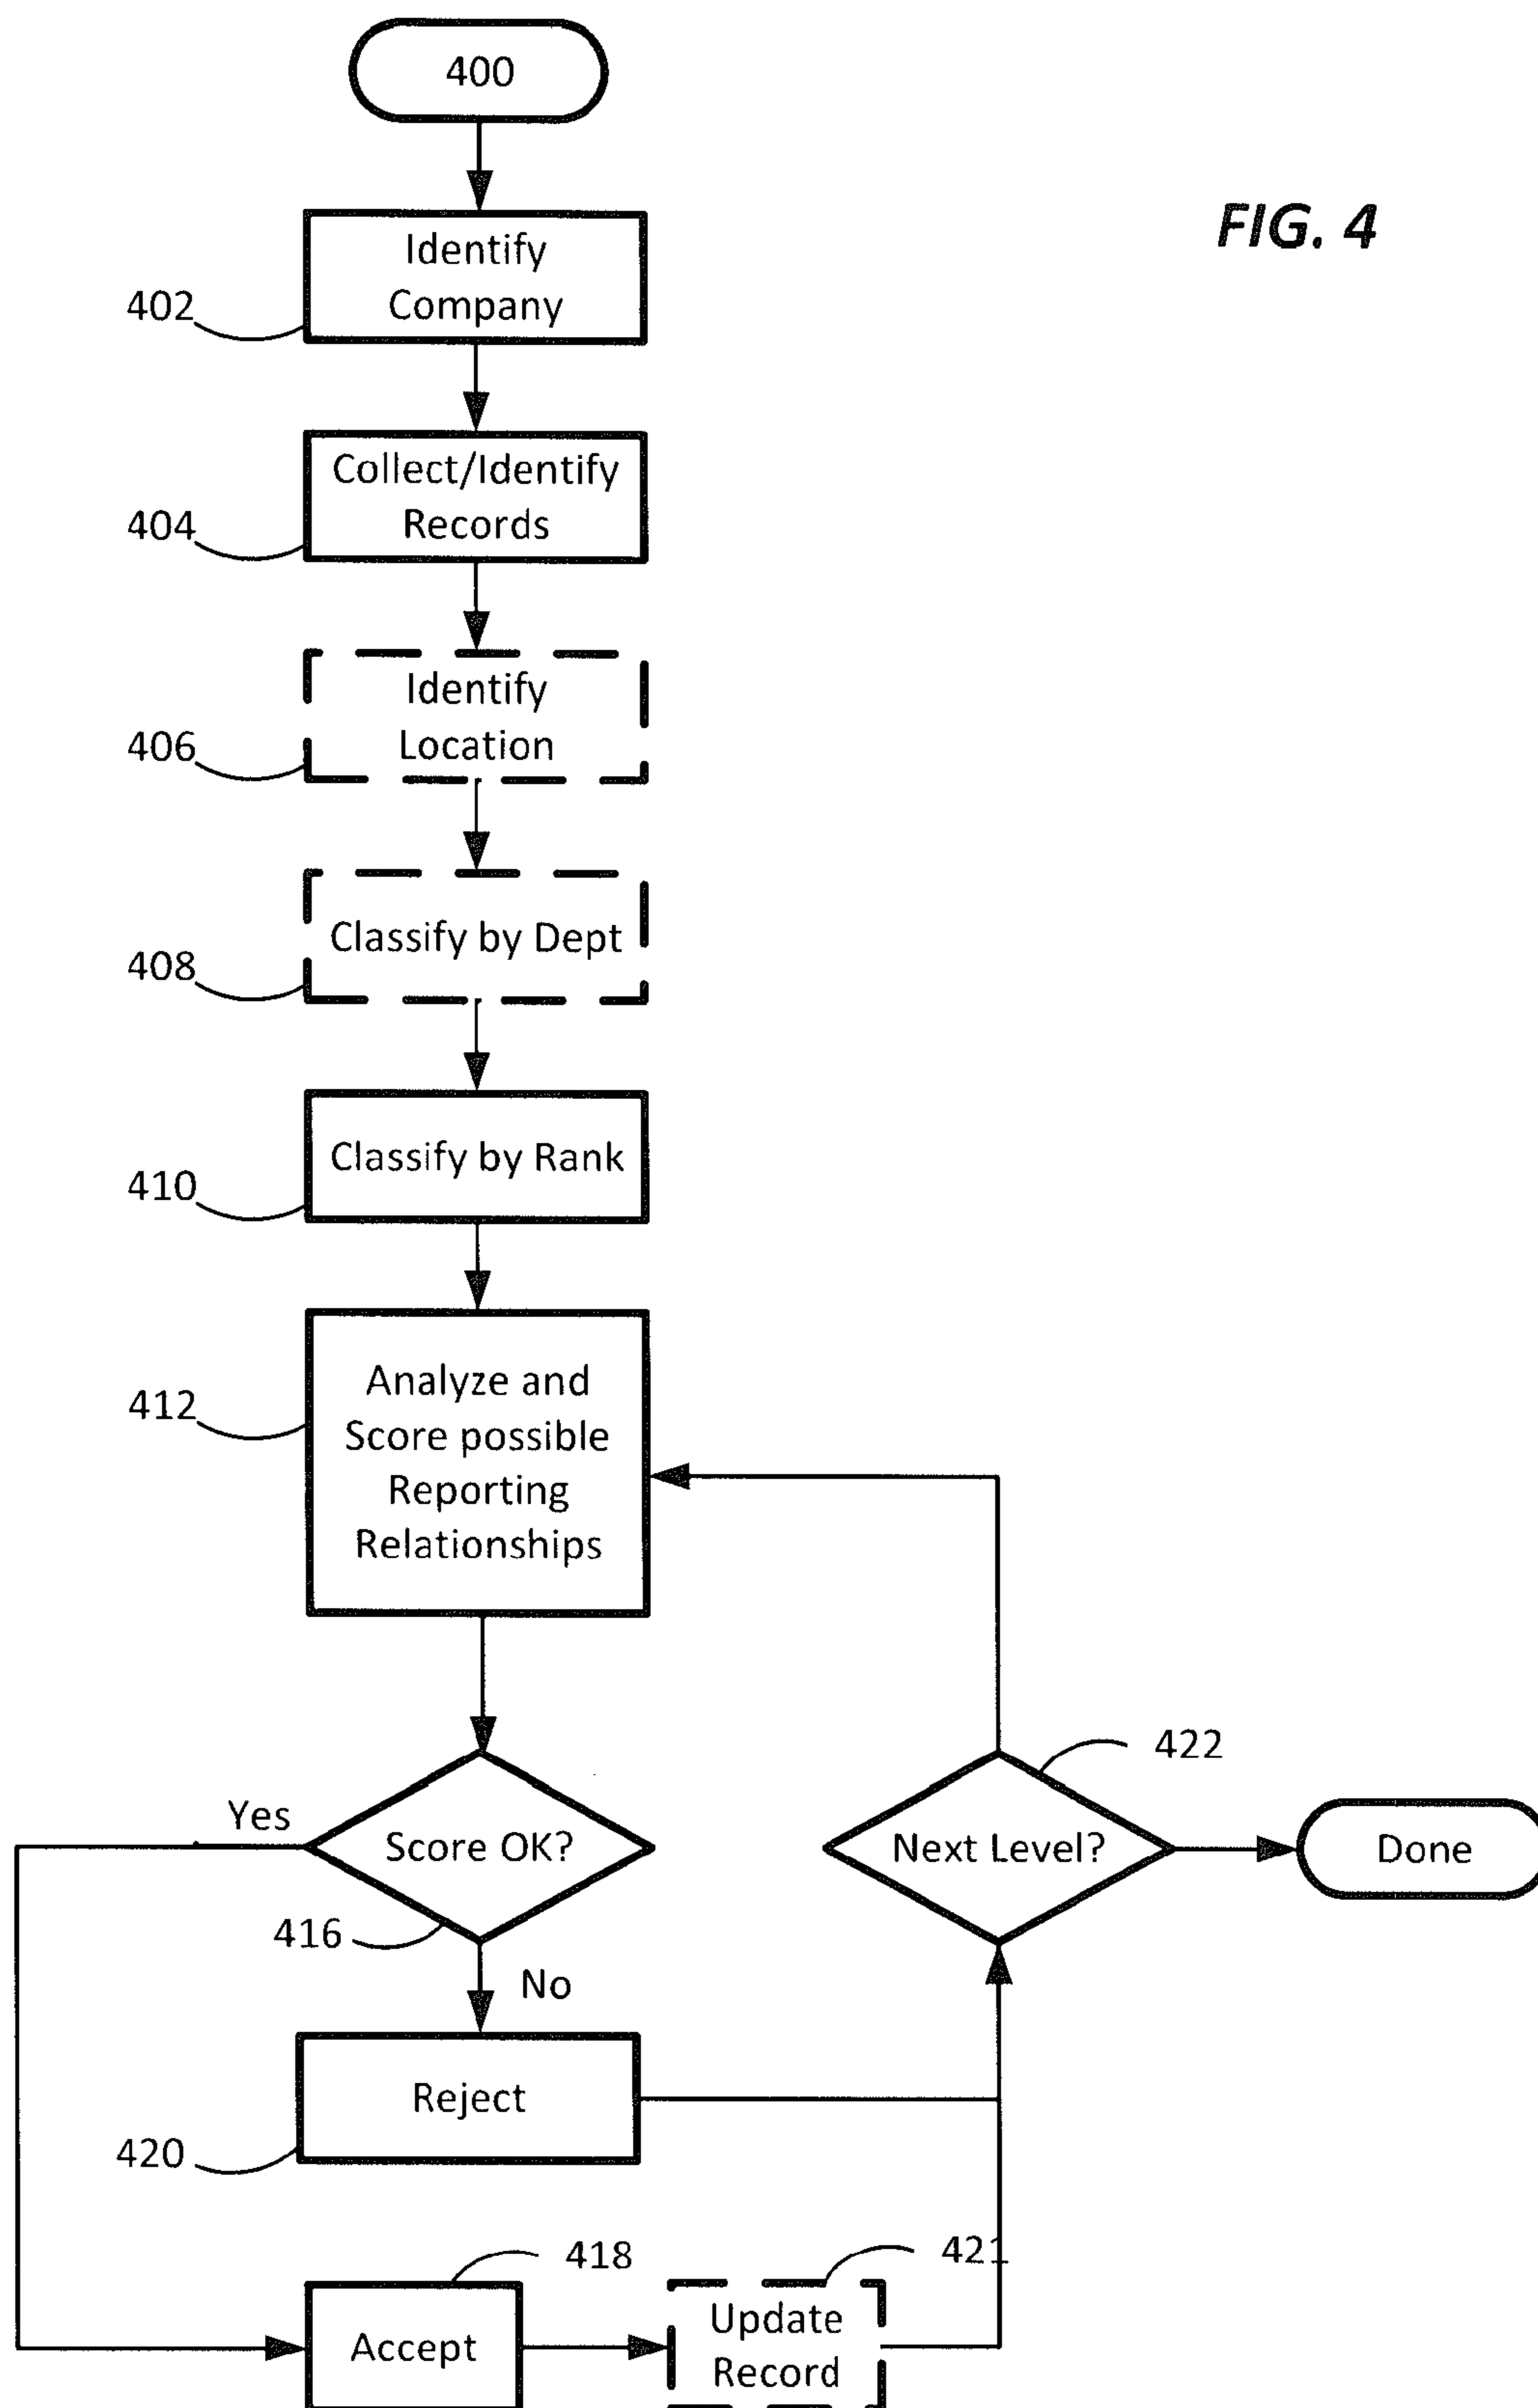 400
FIG. 4
Identify
Company
402
Collect/Identify
Records
404
Identify
Location
406
Classify by Dept
408
Classify by Rank
410
Analyze and
Score possible
Reporting
Relationships
412
422
Yes
Score OK?
Next Level?
Done
416
No
Reject
420
418
421
Accept
Update
Record